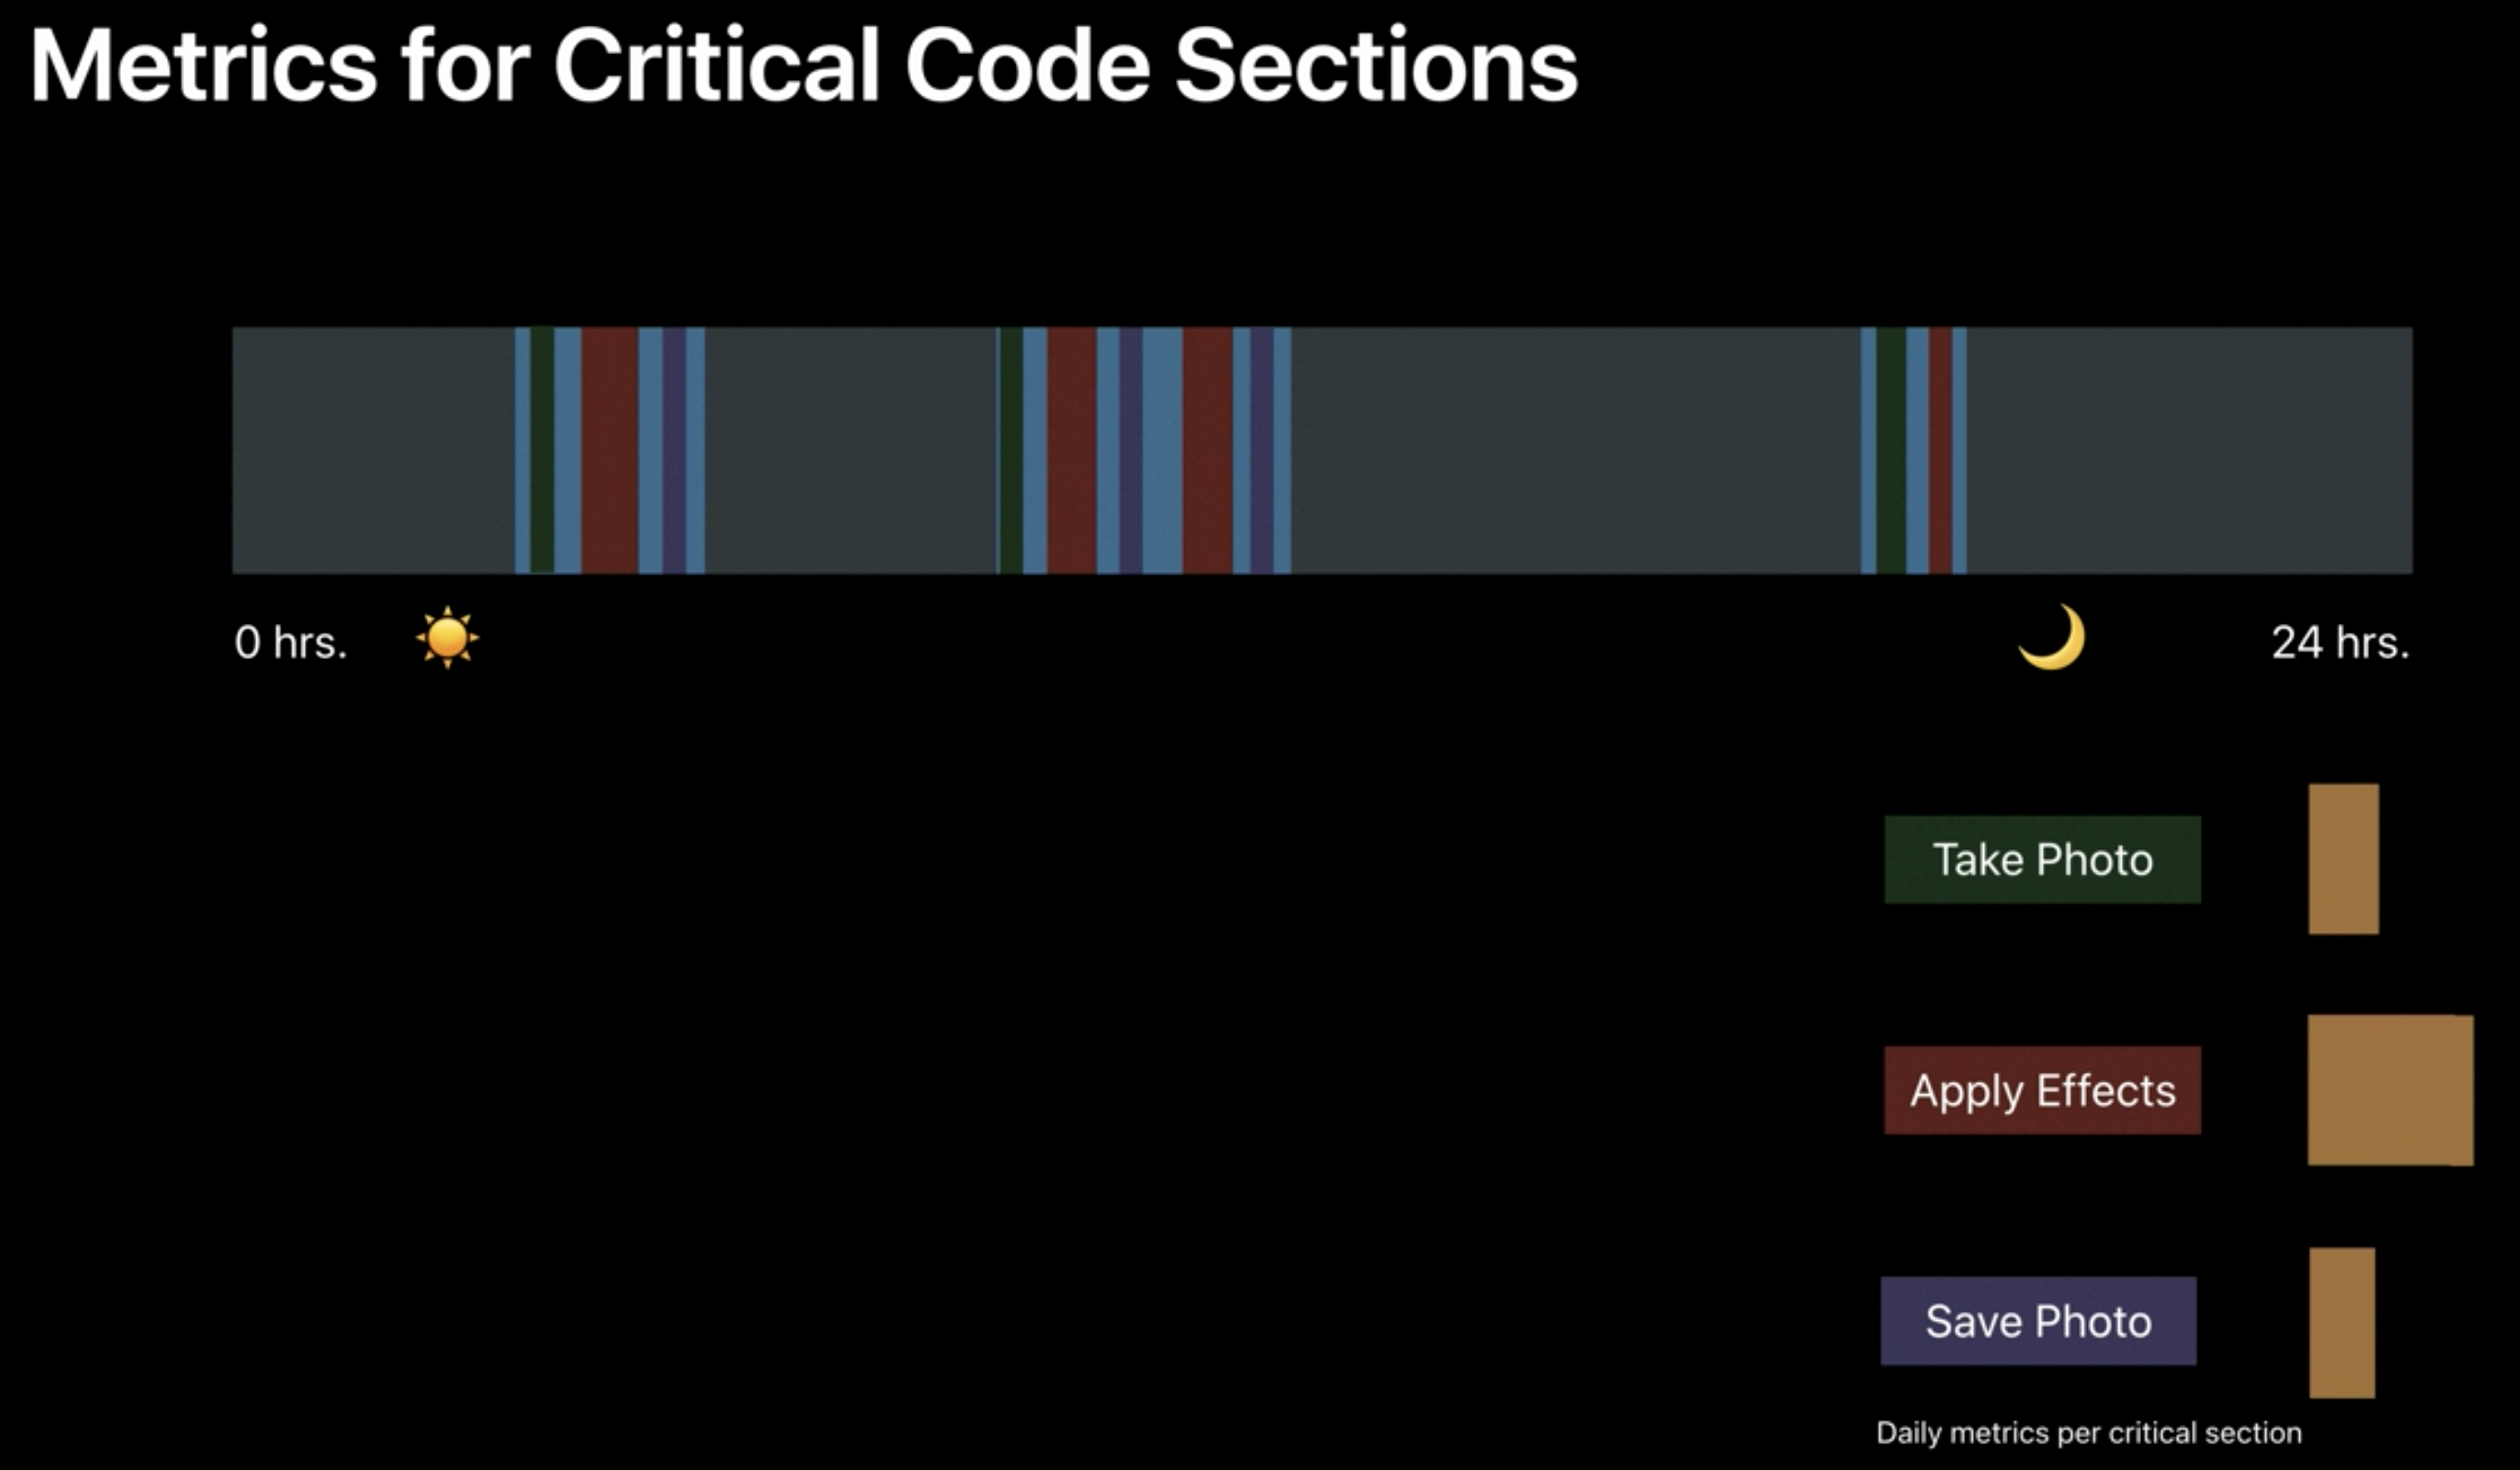 Metrics for Critical Code Sections
0 hrs.
24 hrs.
Take Photo
Apply Effects
Save Photo
Daily metrics per critical section